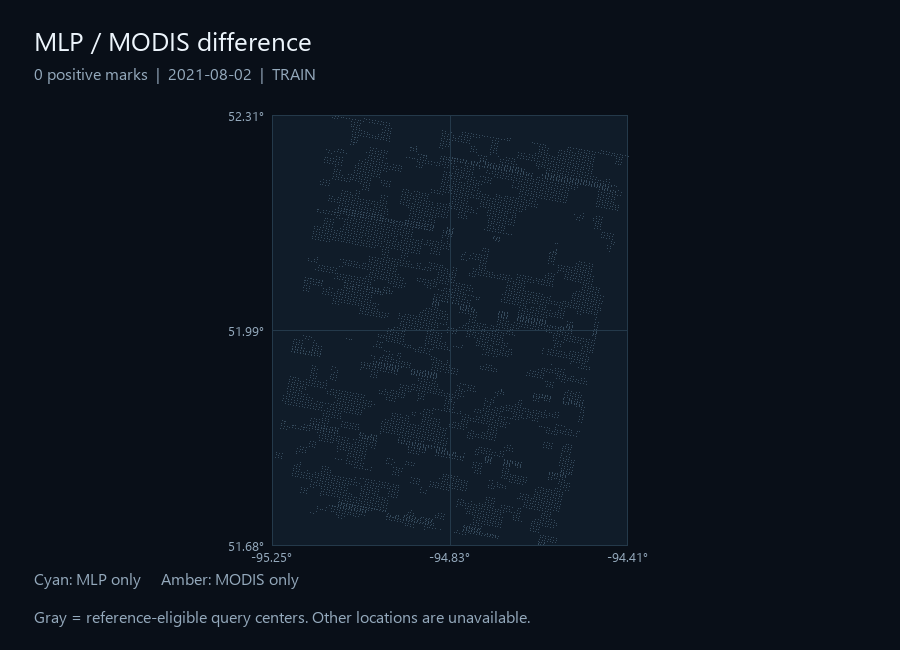 MLP / MODIS difference
0 positive marks | 2021-08-02 | TRAIN
52.31°
51.99°
51.68°
-95.25° -94.83° -94.41°
Cyan: MLP only Amber: MODIS only
Gray = reference-eligible query centers. Other locations are unavailable.